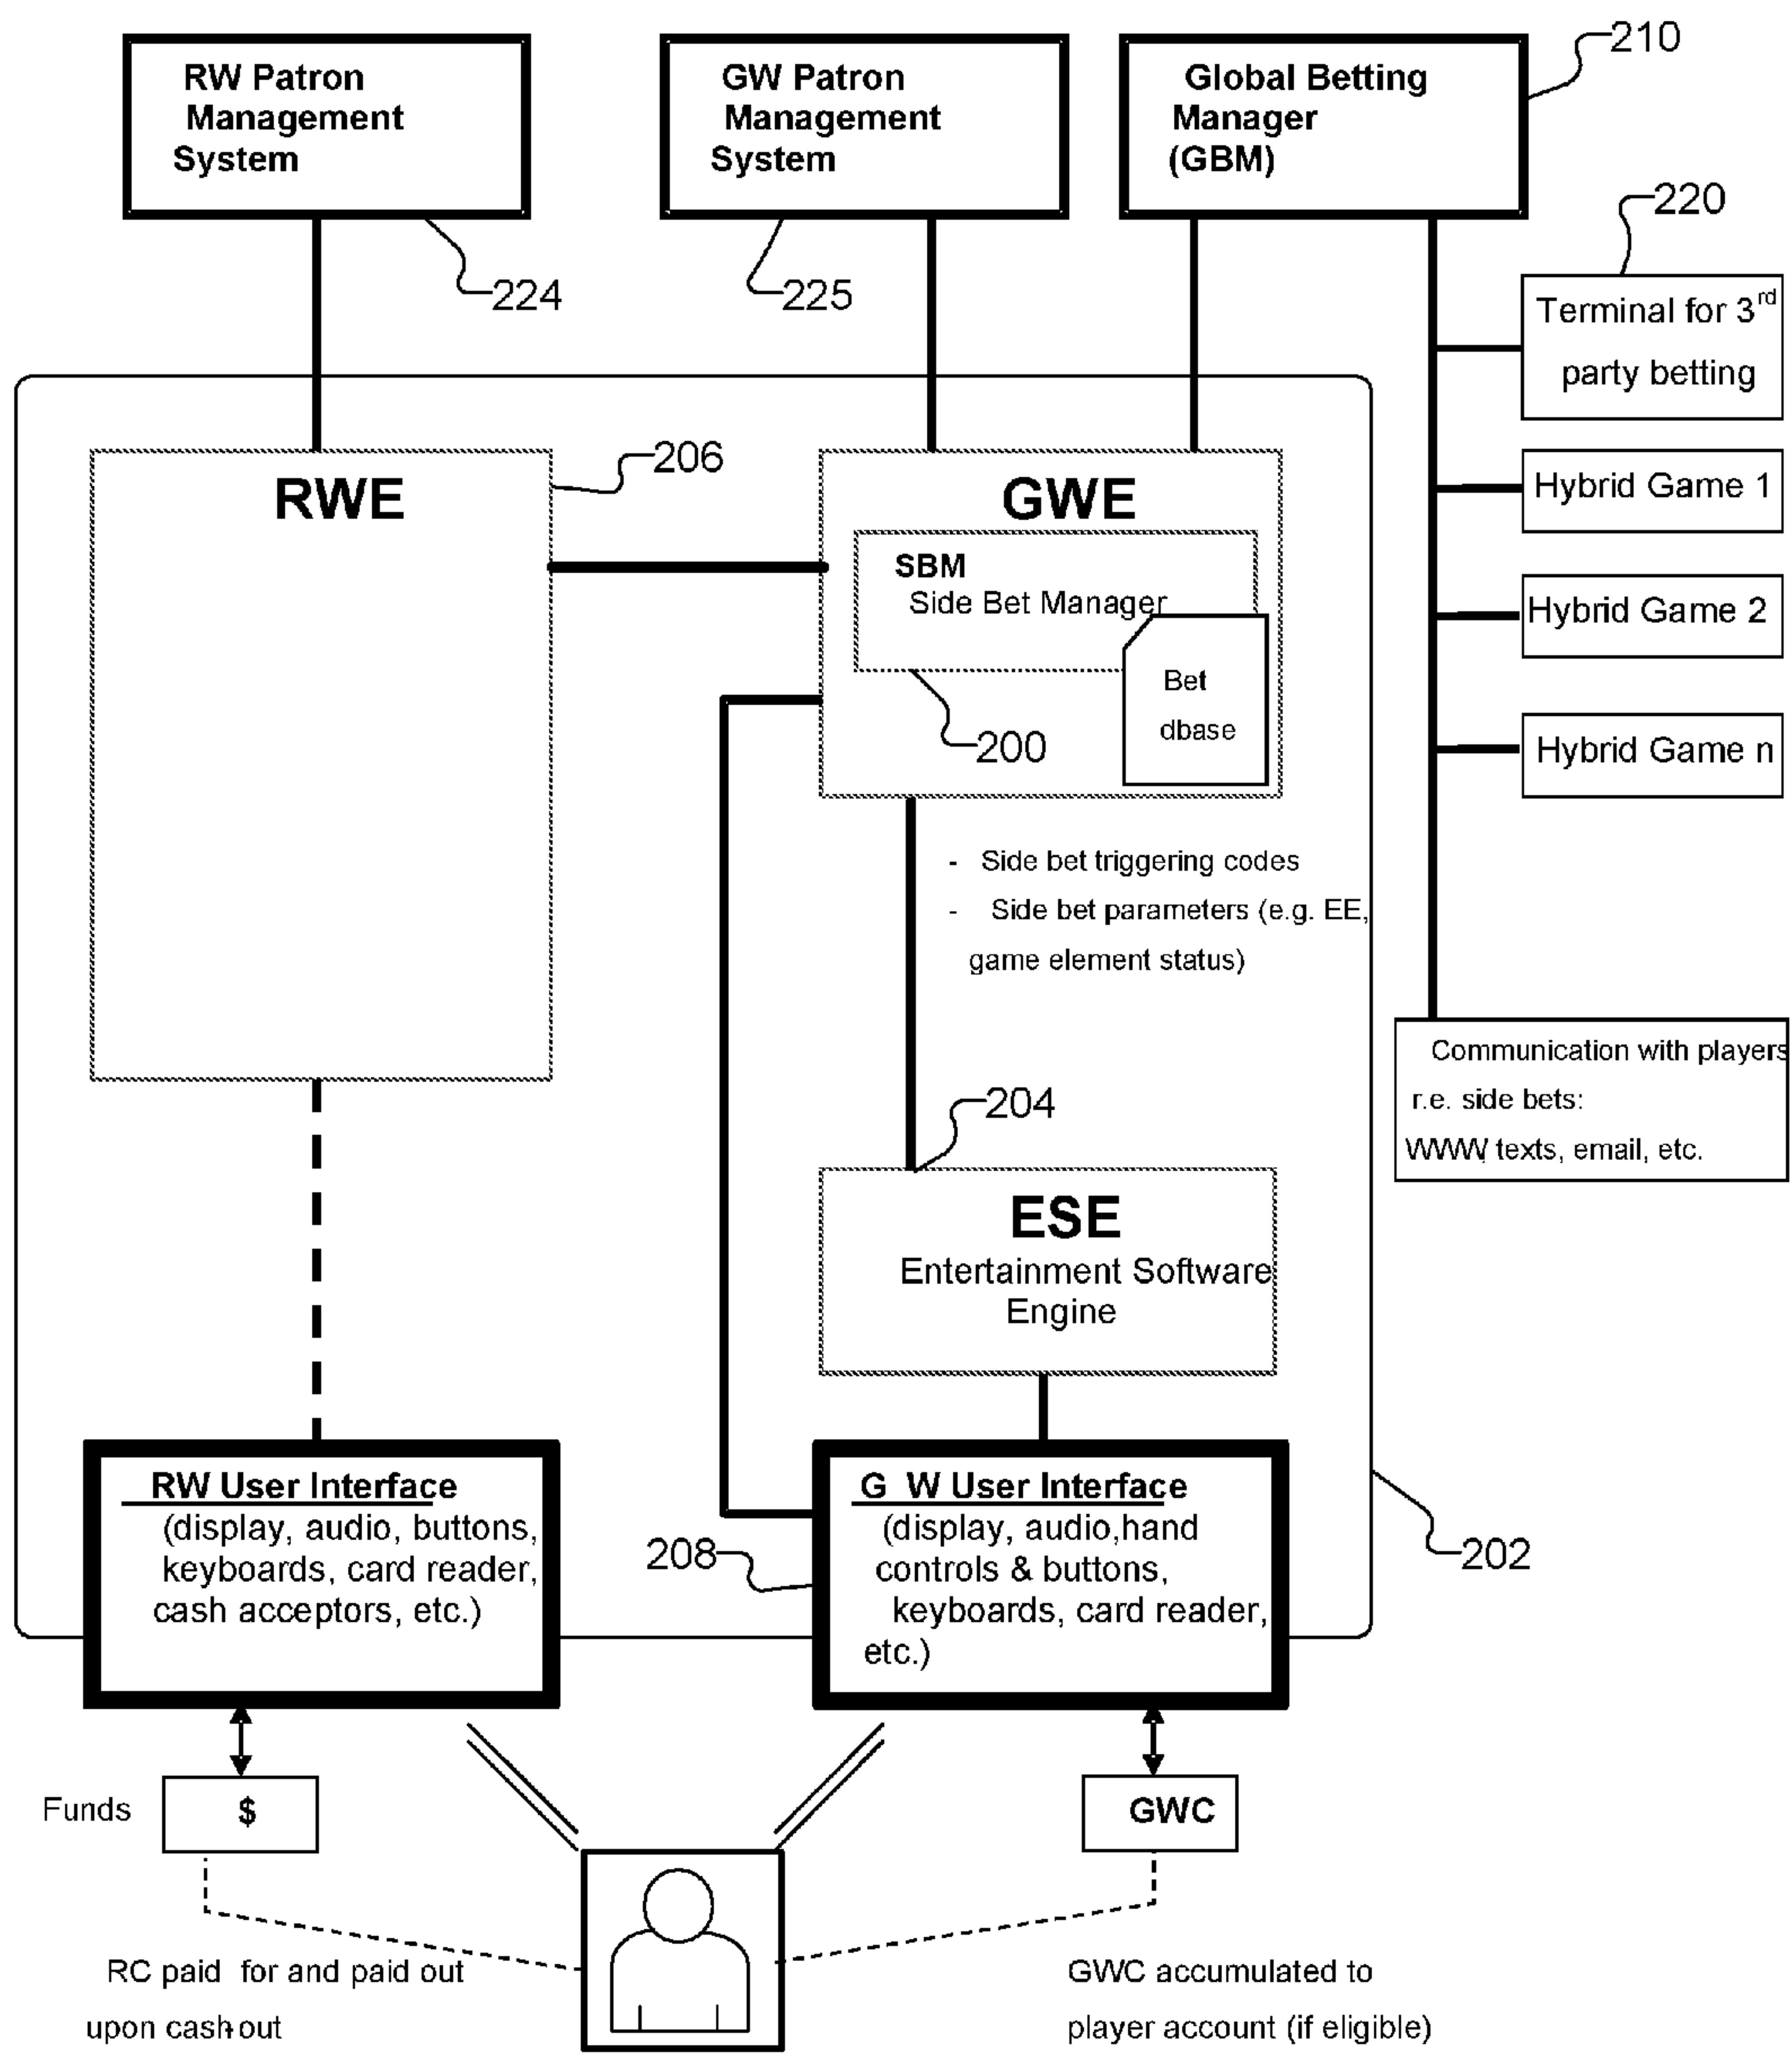 RW Patron
Management
System
GW Patron
Management
System
Global Betting
Manager
(GBM)
210
220
224
225
Terminal for 3rd
party betting
RWE
206
GWE
Hybrid Game 1
SBM
Side Bet Manager
Hybrid Game 2
Bet
dbase
200
Hybrid Game n
- Side bet triggering codes
- Side bet parameters (e.g. EE,
game element status)
Communication with players
r.e. side bets:
WWW, texts, email, etc.
204
ESE
Entertainment Software
Engine
RW User Interface
(display, audio, buttons,
keyboards, card reader,
cash acceptors, etc.)
G W User Interface
(display, audio,hand
controls & buttons,
keyboards, card reader,
etc.)
208
202
Funds
$
GWC
RC paid for and paid out
upon cash-out
GWC accumulated to
player account (if eligible)